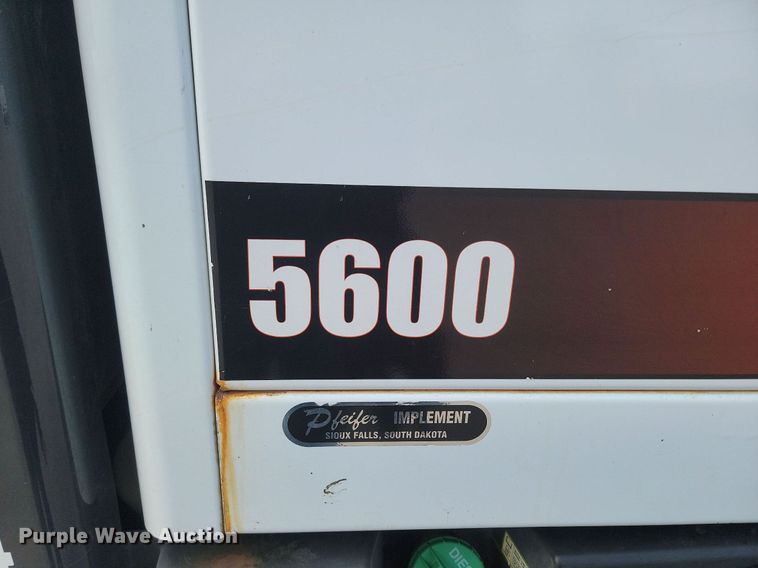 5600
Pfeifer IMPLEMENT
SIOUX FALLS, SOUTH DAKOTA
Purple Wave Auction